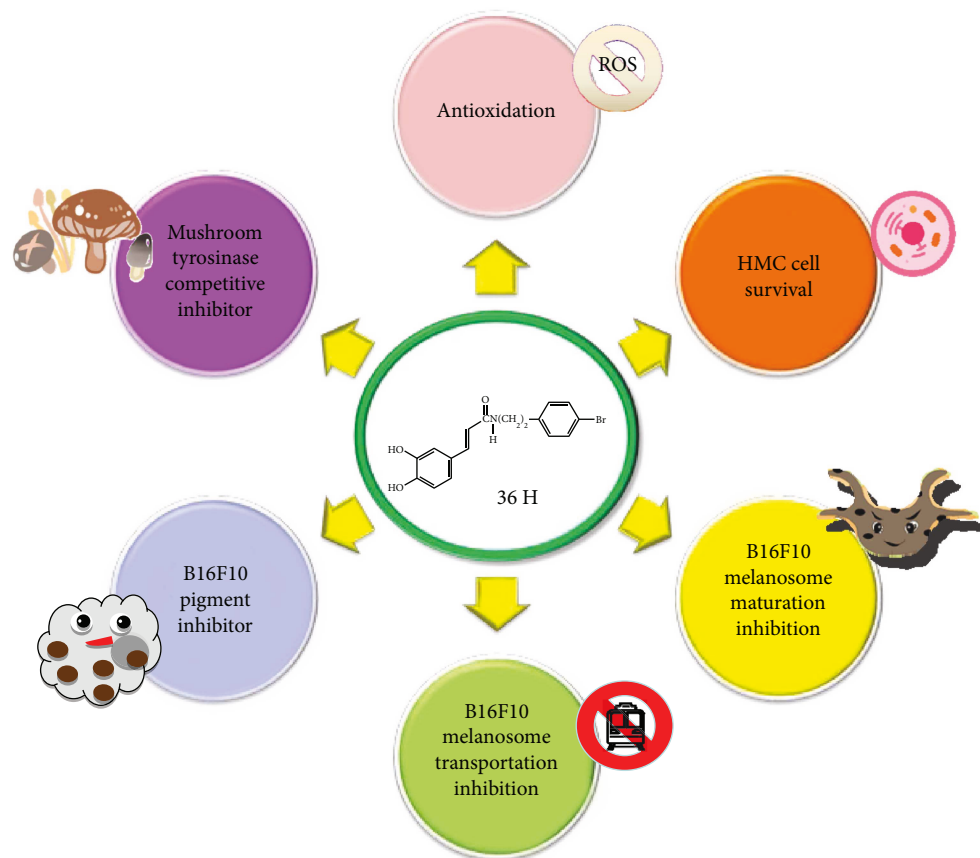 ROS
Antioxidation
Mushroom
tyrosinase
competitive
inhibitor
HMC cell
survival
O
CN(CH2)2
H
Br
HO
HO
36 H
B16F10
pigment
inhibitor
B16F10
melanosome
maturation
inhibition
B16F10
melanosome
transportation
inhibition